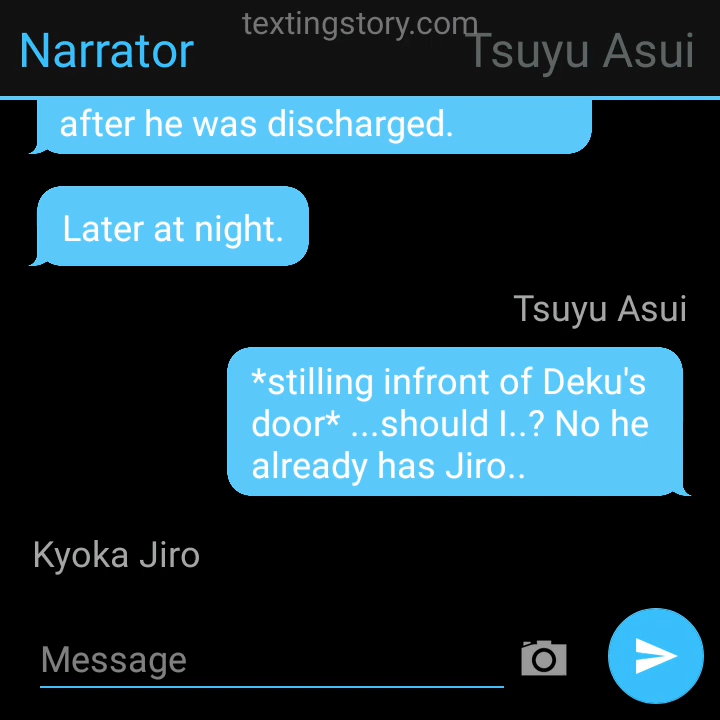 textingstory.com
Narrator
Tsuyu Asui
after he was discharged.
Later at night.
Tsuyu Asui
*stilling infront of Deku's
door* ...should I..? No he
already has Jiro..
Kyoka Jiro
Message